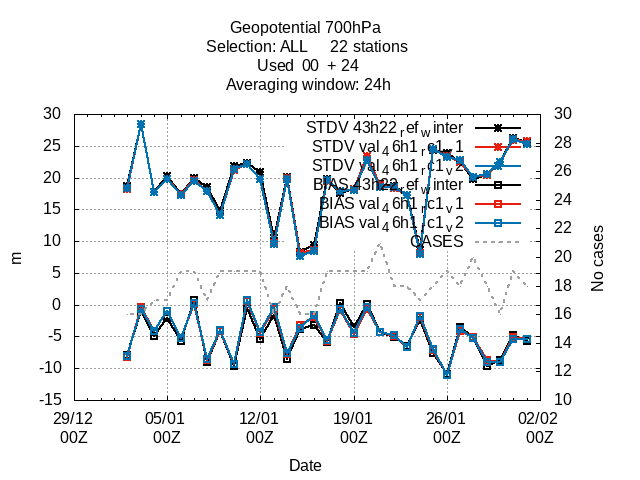 Geopotential 700hPa
Selection: ALL 22 stations
Used 00 + 24
Averaging window: 24h
STDV 43h22_ref_winter
STDV val_46h1_rc1_v1
STDV val_46h1_rc1_v2
BIAS 43h22_ref_winter
BIAS val_46h1_rc1_v1
BIAS val_46h1_rc1_v2
CASES
30
25
20
15
10
5
0
-5
-10
-15
m
30
28
26
24
22
20
18
16
14
12
10
No cases
29/12 05/01 12/01 19/01 26/01 02/02
00Z 00Z 00Z 00Z 00Z 00Z
Date